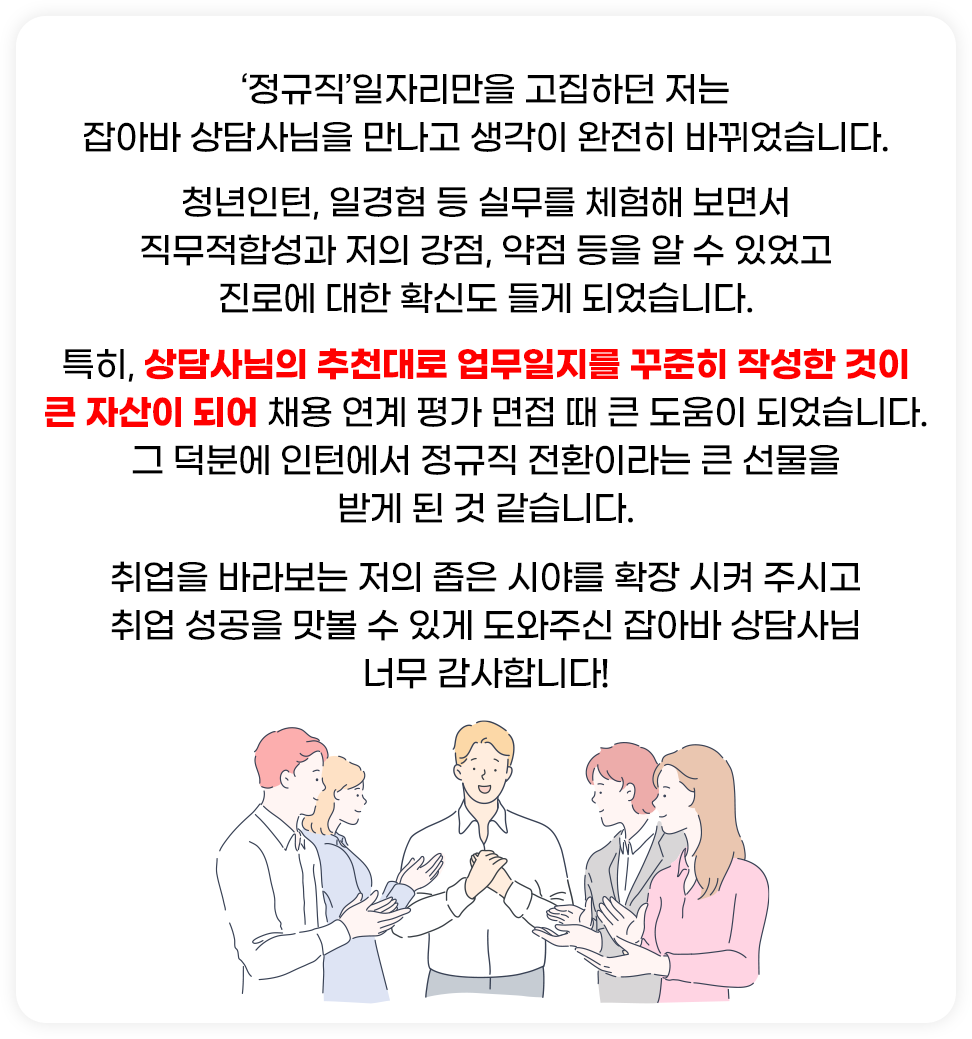 ‘정규직’일자리만을 고집하던 저는
잡아바 상담사님을 만나고 생각이 완전히 바뀌었습니다.
청년인턴, 일경험 등 실무를 체험해 보면서
직무적합성과 저의 강점, 약점 등을 알 수 있었고
진로에 대한 확신도 들게 되었습니다.
특히, 상담사님의 추천대로 업무일지를 꾸준히 작성한 것이
큰 자산이 되어 채용 연계 평가 면접 때 큰 도움이 되었습니다.
그 덕분에 인턴에서 정규직 전환이라는 큰 선물을
받게 된 것 같습니다.
취업을 바라보는 저의 좁은 시야를 확장 시켜 주시고
취업 성공을 맛볼 수 있게 도와주신 잡아바 상담사님
너무 감사합니다!